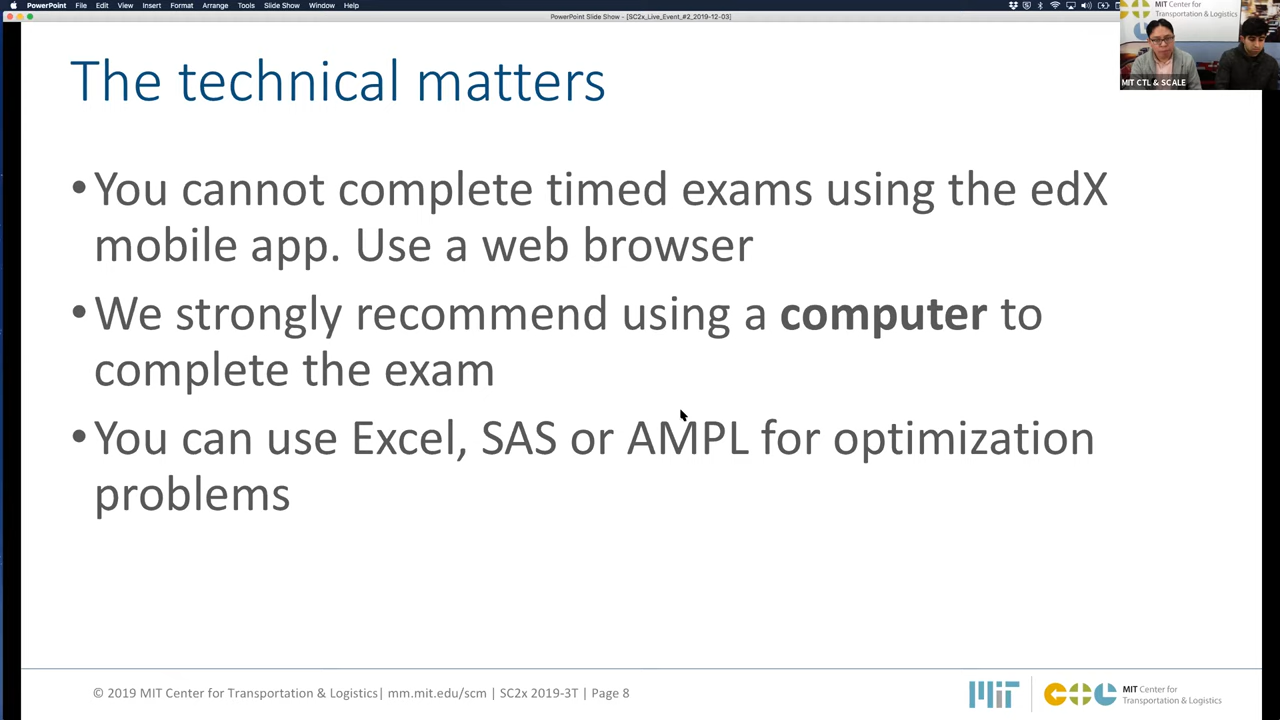 PowerPoint File Edit View Insert Format Arrange Tools Slide Show Window Help
PowerPoint Slide Show - [SC2x_Live_Event_#2_2019-12-03]
MIT Center for
Transportation & Logistics
MIT CTL & SCALE
The technical matters
•You cannot complete timed exams using the edX
mobile app. Use a web browser
•We strongly recommend using a computer to
complete the exam
•You can use Excel, SAS or AMPL for optimization
problems
© 2019 MIT Center for Transportation & Logistics| mm.mit.edu/scm | SC2x 2019-3T | Page 8
MIT
CTL
MIT Center for
Transportation & Logistics